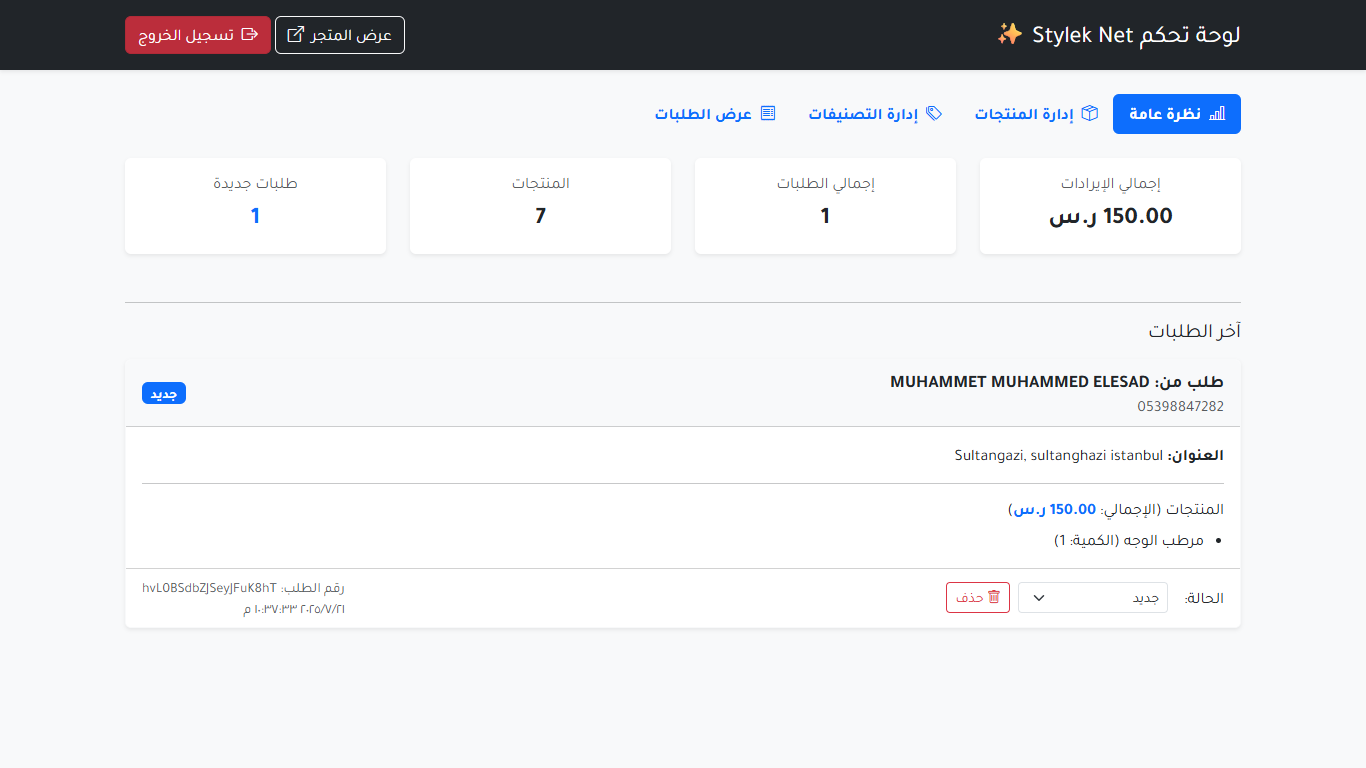 لوحة تحكم Stylek Net ✨
عرض المتجر
تسجيل الخروج
نظرة عامة
إدارة المنتجات
إدارة التصنيفات
عرض الطلبات
إجمالي الإيرادات
150.00 ر.س
إجمالي الطلبات
1
المنتجات
7
طلبات جديدة
1
آخر الطلبات
طلب من: MUHAMMET MUHAMMED ELESAD
05398847282
جديد
العنوان: Sultangazi, sultanghazi istanbul
المنتجات (الإجمالي: 150.00 ر.س)
مرطب الوجه (الكمية: 1)
الحالة:
جديد
حذف
رقم الطلب: hvL0BSdbZJSeyJFuK8hT
٢١‏/٧‏/٢٠٢٥ ١٠:٣٧:٣٣ م